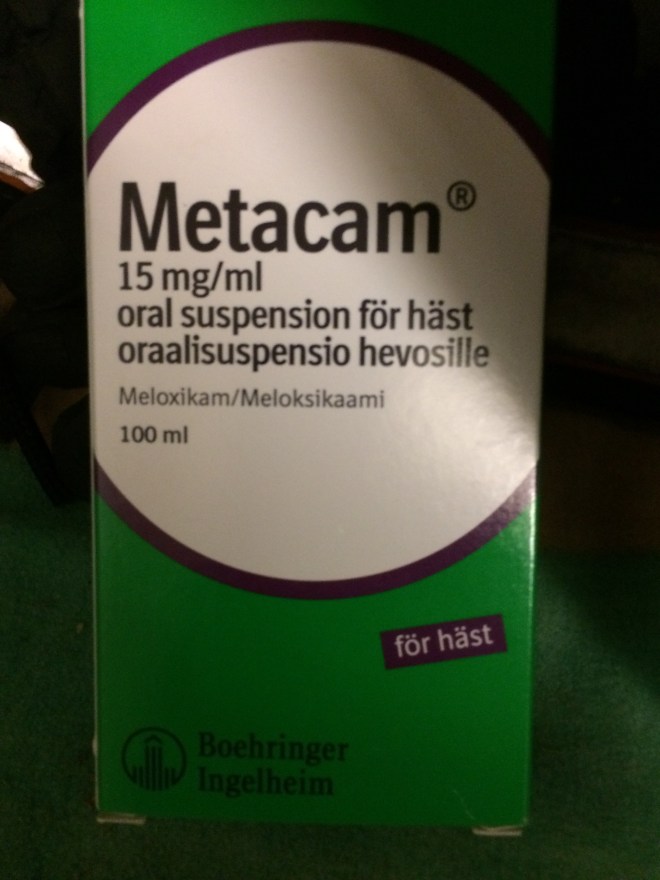 Metacam®
15 mg/ml
oral suspension för häst
oraalisuspensio hevosille
Meloxikam/Meloksikaami
100 ml
för häst
Boehringer
Ingelheim